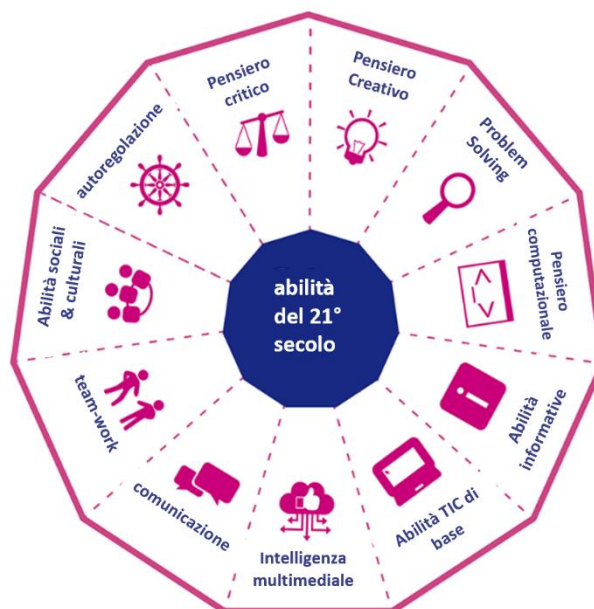 Pensiero
critico
Pensiero
Creativo
Problem
Solving
Pensiero
computazionale
Abilità
informative
Abilità TIC di
base
Intelligenza
multimediale
comunicazione
team-work
Abilità sociali
& culturali
autoregolazione
abilità
del 21°
secolo